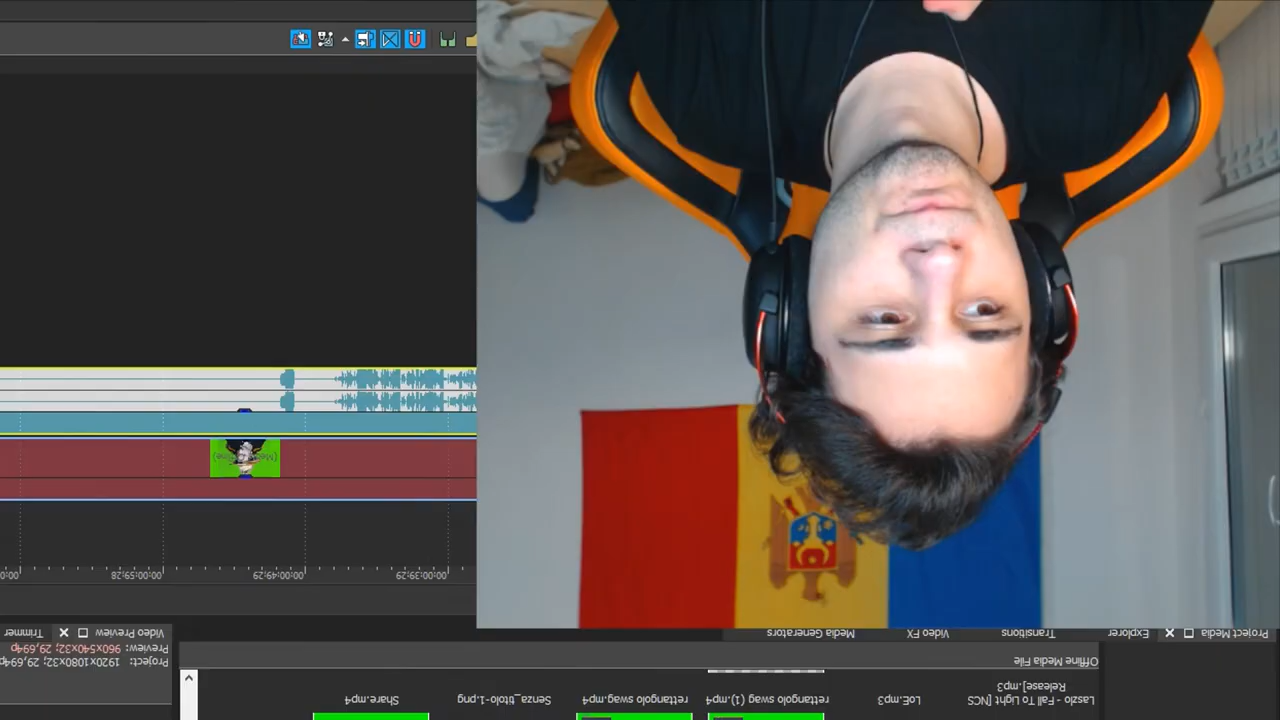 Laszlo - Fall To Light [NCS
Release].mp3
rettangolo swag (1).mp4
rettangolo swag.mp4
Senza_titolo-1.png
Share.mp4
Offline Media File
Project: 1920x1080x32; 29,694p
Preview: 960x540x32; 29,694p
Project Media
Explorer
Transitions
Video FX
Media Generators
Video Preview
Trimmer
00:00:39;29
00:00:49;29
00:00:59;28